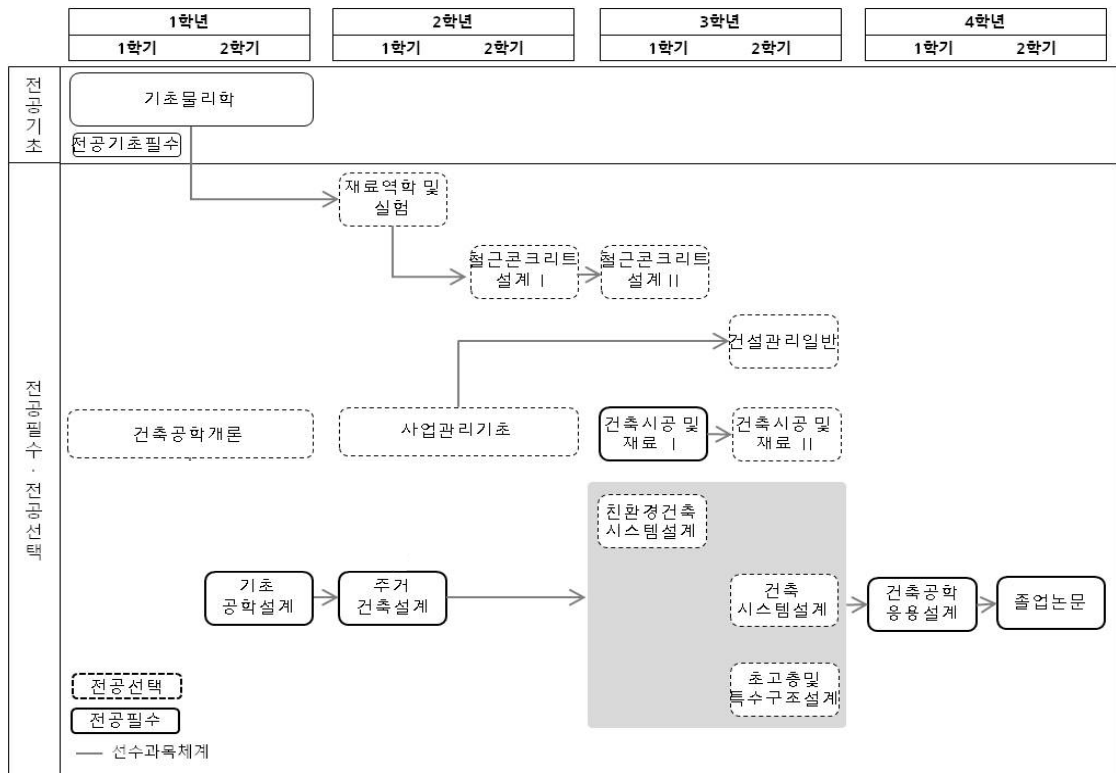 1학년
2학년
3학년
4학년
1학기 2학기
1학기 2학기
1학기 2학기
1학기 2학기
전공기초
기초물리학
전공기초필수
전공필수·전공선택
재료역학 및
실험
철근콘크리트
설계 I
철근콘크리트
설계 II
건설관리일반
건축공학개론
사업관리기초
건축시공 및
재료 I
건축시공 및
재료 II
친환경건축
시스템설계
기초
공학설계
주거
건축설계
건축
시스템설계
건축공학
응용설계
졸업논문
초고층및
특수구조설계
전공선택
전공필수
선수과목체계